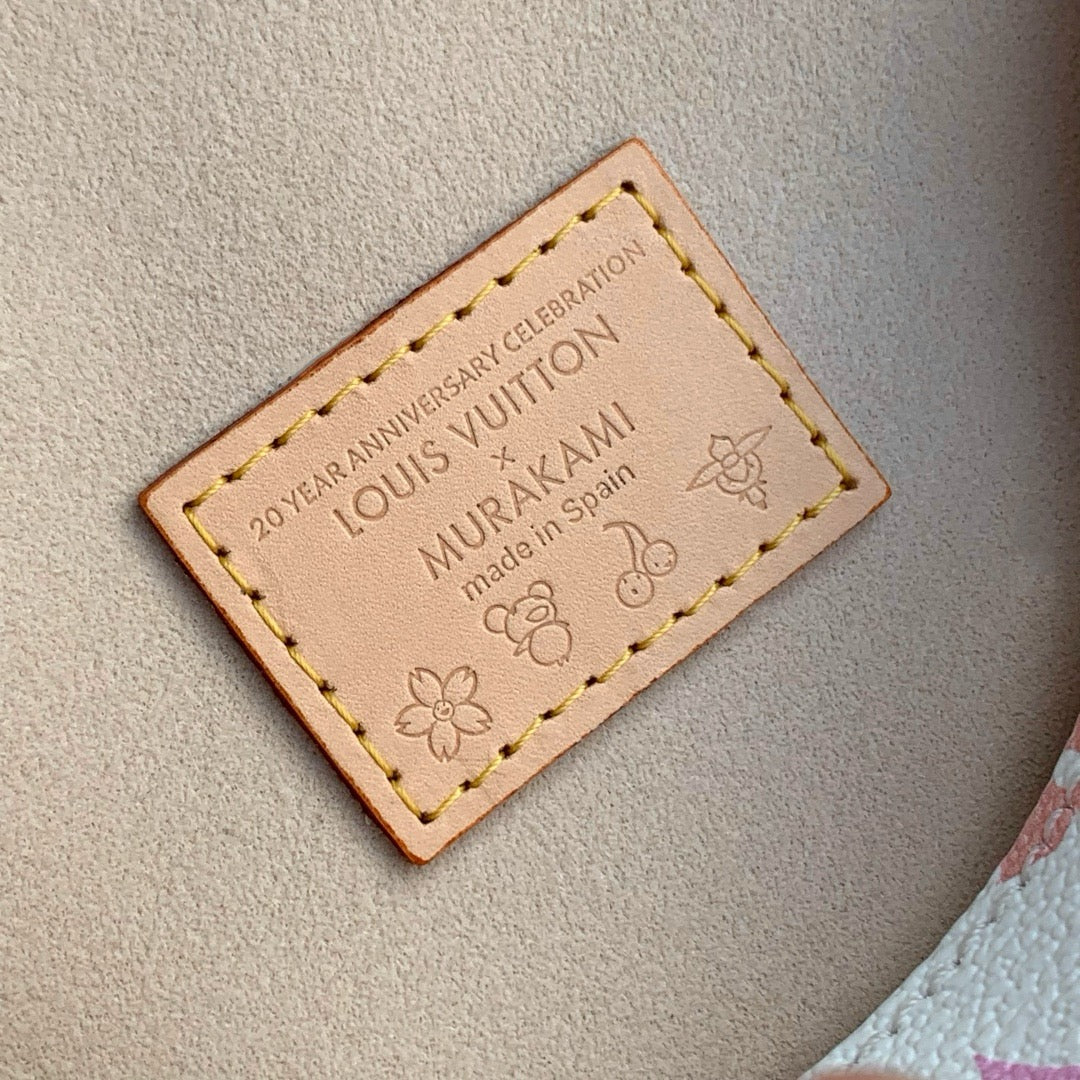 20 YEAR ANNIVERSARY CELEBRATION
LOUIS VUITTON
x
MURAKAMI
made in Spain